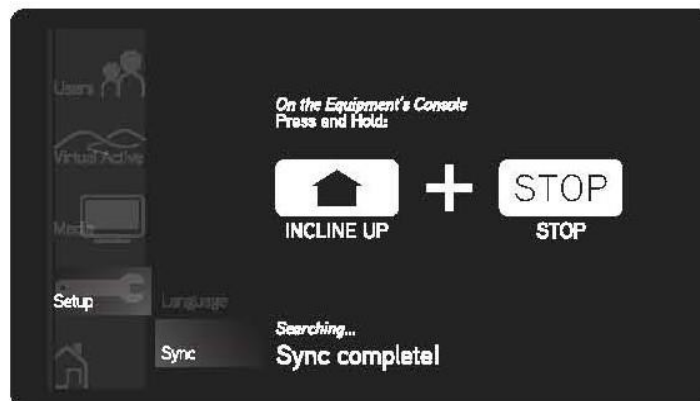 Users
Virtual Active
Media
Setup
Language
Sync
On the Equipment's Console
Press and Hold:
STOP
INCLINE UP
STOP
Searching...
Sync complete!